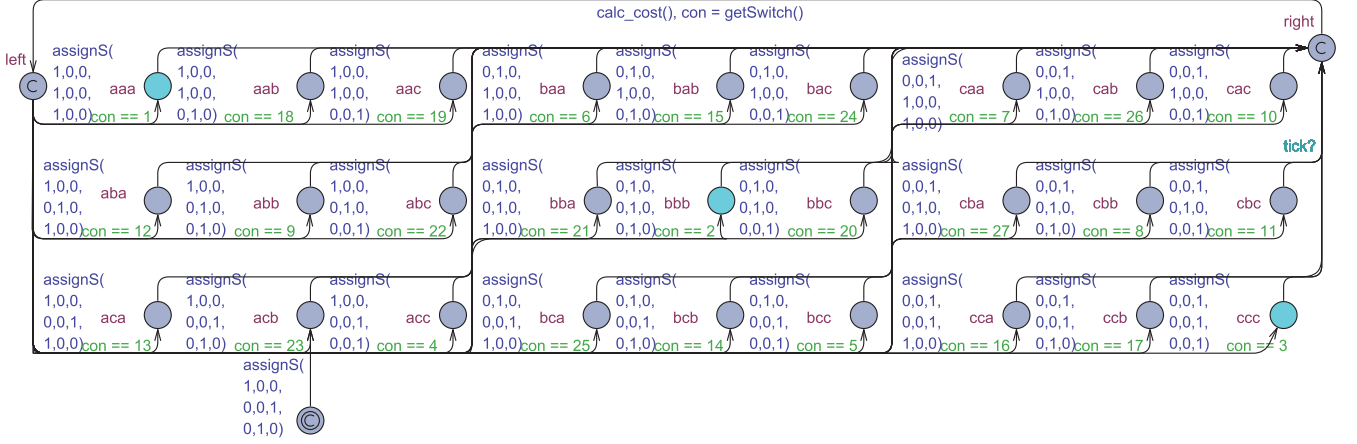 calc_cost(), con = getSwitch()
right
left
C
C
assignS(
1,0,0,
1,0,0,
1,0,0)
aaa
con == 1
assignS(
1,0,0,
1,0,0,
0,1,0)
aab
con == 18
assignS(
1,0,0,
1,0,0,
0,0,1)
aac
con == 19
assignS(
0,1,0,
1,0,0,
1,0,0)
baa
con == 6
assignS(
0,1,0,
1,0,0,
0,1,0)
bab
con == 15
assignS(
0,1,0,
1,0,0,
0,0,1)
bac
con == 24
assignS(
0,0,1,
1,0,0,
1,0,0)
caa
con == 7
assignS(
0,0,1,
1,0,0,
0,1,0)
cab
con == 26
assignS(
0,0,1,
1,0,0,
0,0,1)
cac
con == 10
tick?
assignS(
1,0,0,
0,1,0,
1,0,0)
aba
con == 12
assignS(
1,0,0,
0,1,0,
0,1,0)
abb
con == 9
assignS(
1,0,0,
0,1,0,
0,0,1)
abc
con == 22
assignS(
0,1,0,
0,1,0,
1,0,0)
bba
con == 21
assignS(
0,1,0,
0,1,0,
0,1,0)
bbb
con == 2
assignS(
0,1,0,
0,1,0,
0,0,1)
bbc
con == 20
assignS(
0,0,1,
0,1,0,
1,0,0)
cba
con == 27
assignS(
0,0,1,
0,1,0,
0,1,0)
cbb
con == 8
assignS(
0,0,1,
0,1,0,
0,0,1)
cbc
con == 11
assignS(
1,0,0,
0,0,1,
1,0,0)
aca
con == 13
assignS(
1,0,0,
0,0,1,
0,1,0)
acb
con == 23
assignS(
1,0,0,
0,0,1,
0,0,1)
acc
con == 4
assignS(
0,1,0,
0,0,1,
1,0,0)
bca
con == 25
assignS(
0,1,0,
0,0,1,
0,1,0)
bcb
con == 14
assignS(
0,1,0,
0,0,1,
0,0,1)
bcc
con == 5
assignS(
0,0,1,
0,0,1,
1,0,0)
cca
con == 16
assignS(
0,0,1,
0,0,1,
0,1,0)
ccb
con == 17
assignS(
0,0,1,
0,0,1,
0,0,1)
ccc
con == 3
assignS(
1,0,0,
0,0,1,
0,1,0)
C